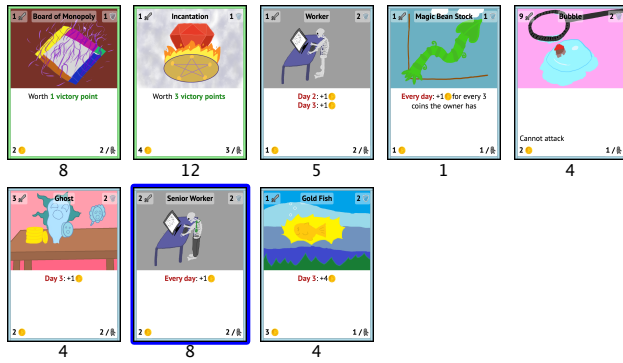 1 Board of Monopoly 1
Worth 1 victory point
2 2 /
8
1 Incantation 1
Worth 3 victory points
4 3 /
12
1 Worker 2
Day 2: +1
Day 3: +1
1 2 /
5
1 Magic Bean Stock 1
Every day: +1 for every 3
coins the owner has
1 1 /
1
9 Bubble 2
Cannot attack
2 1 /
4
3 Ghost 2
Day 3: +1
2 2 /
4
2 Senior Worker 2
Every day: +1
2 2 /
8
1 Gold Fish 2
Day 3: +4
3 1 /
4